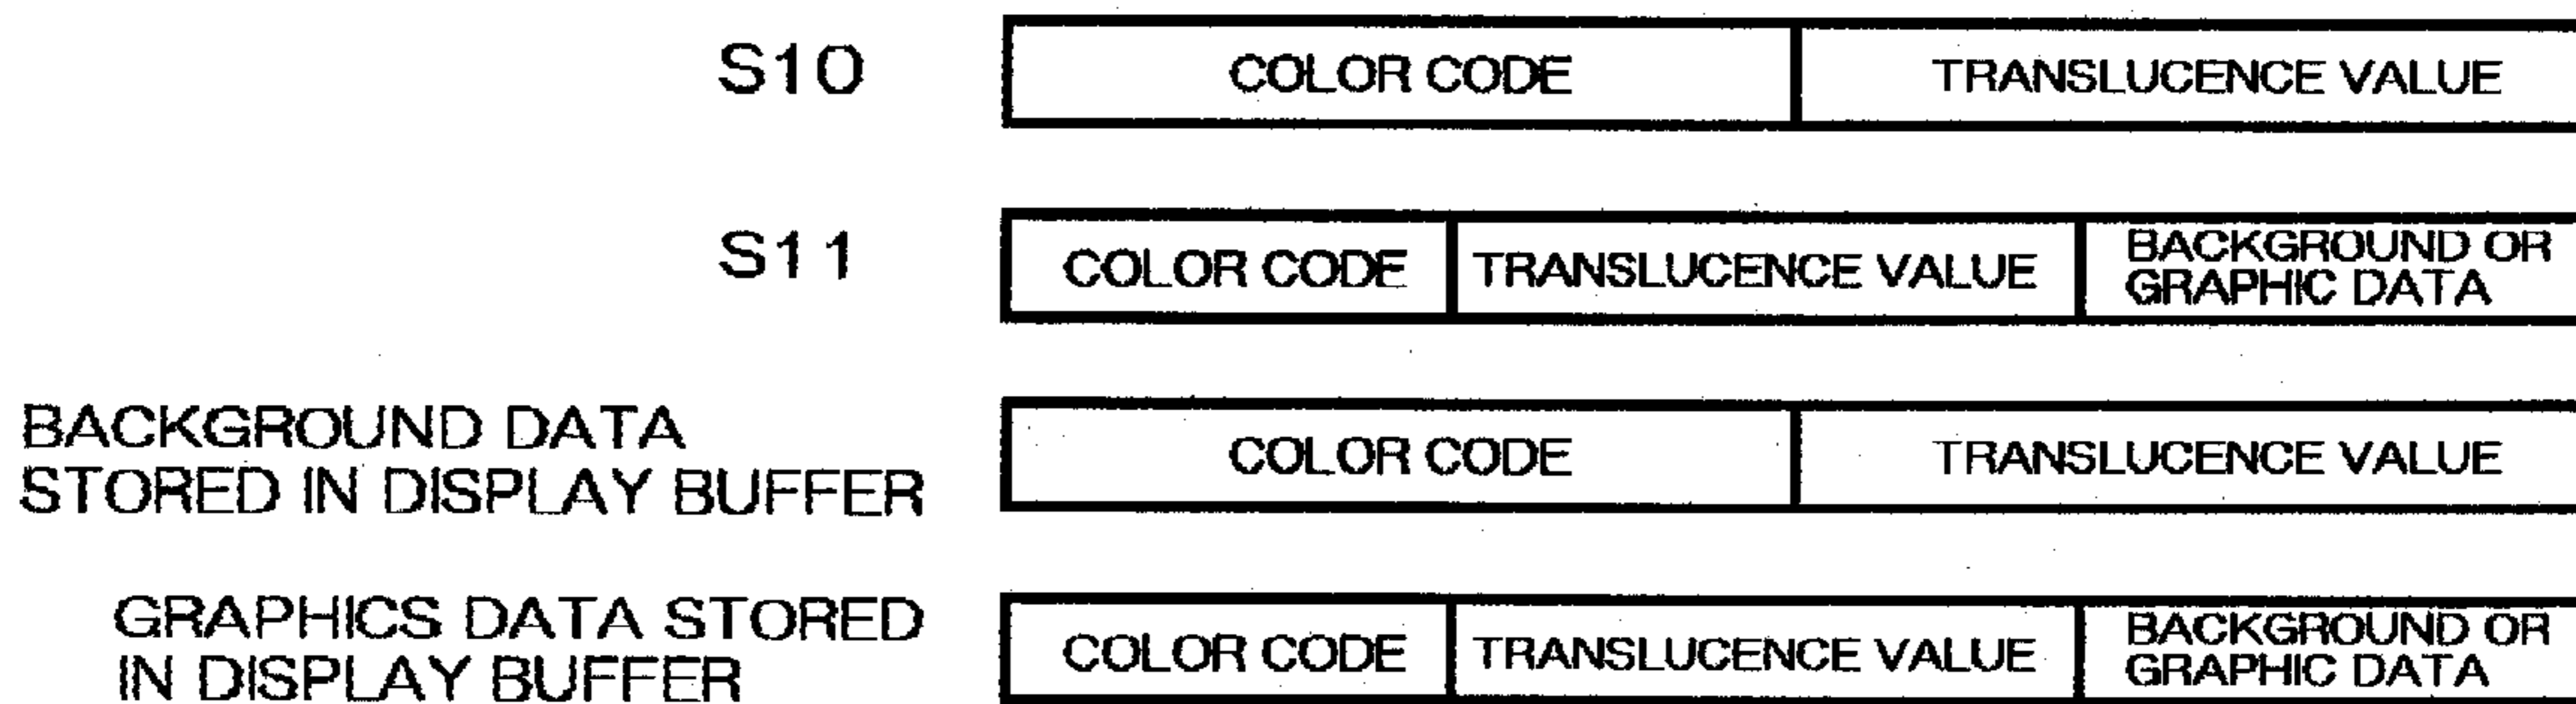 S10 COLOR CODE TRANSLUCENCE VALUE
S11 COLOR CODE TRANSLUCENCE VALUE BACKGROUND OR
GRAPHIC DATA
BACKGROUND DATA
STORED IN DISPLAY BUFFER COLOR CODE TRANSLUCENCE VALUE
GRAPHICS DATA STORED
IN DISPLAY BUFFER COLOR CODE TRANSLUCENCE VALUE BACKGROUND OR
GRAPHIC DATA